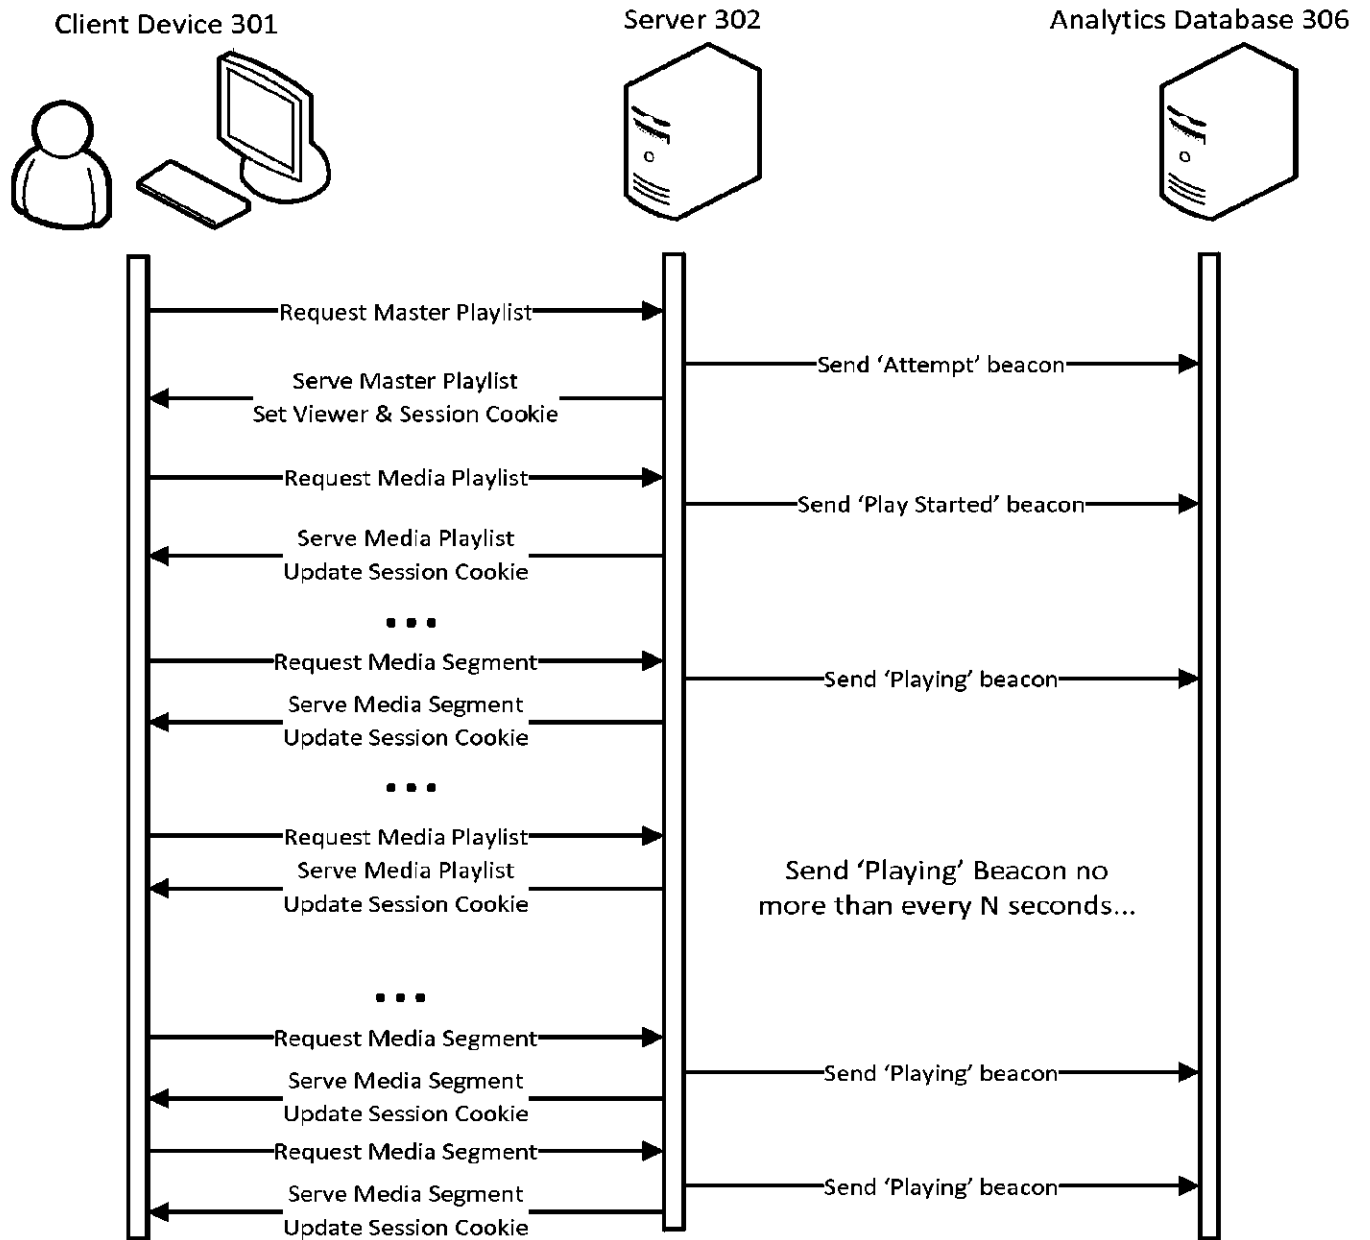 Client Device 301
Server 302
Analytics Database 306
Request Master Playlist
Send ‘Attempt’ beacon
Serve Master Playlist
Set Viewer & Session Cookie
Request Media Playlist
Send ‘Play Started’ beacon
Serve Media Playlist
Update Session Cookie
...
Request Media Segment
Send ‘Playing’ beacon
Serve Media Segment
Update Session Cookie
...
Request Media Playlist
Serve Media Playlist
Update Session Cookie
Send ‘Playing’ Beacon no
more than every N seconds...
...
Request Media Segment
Send ‘Playing’ beacon
Serve Media Segment
Update Session Cookie
Request Media Segment
Send ‘Playing’ beacon
Serve Media Segment
Update Session Cookie